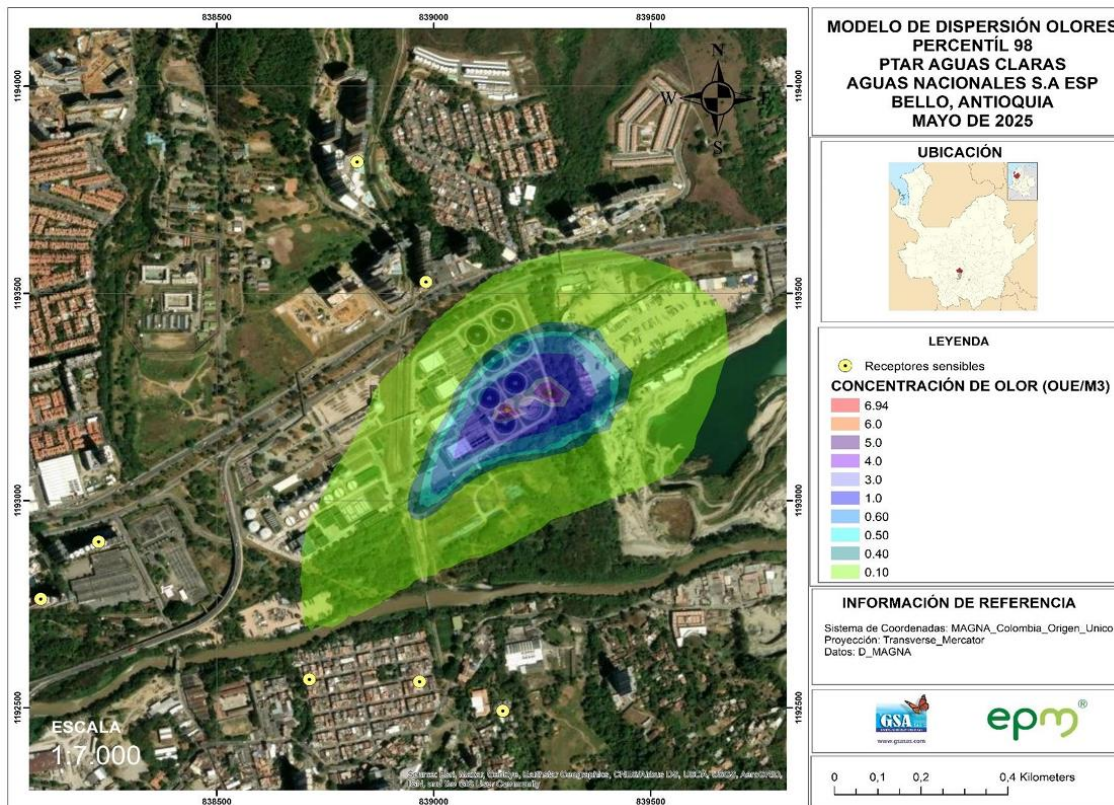 838500
839000
839500
1194000
1193500
1193000
1192500
N
W
E
S
ESCALA
1:7.000
838500
839000
839500
1194000
1193500
1193000
1192500
MODELO DE DISPERSIÓN OLORES
PERCENTÍL 98
PTAR AGUAS CLARAS
AGUAS NACIONALES S.A ESP
BELLO, ANTIOQUIA
MAYO DE 2025
UBICACIÓN
LEYENDA
Receptores sensibles
CONCENTRACIÓN DE OLOR (OUE/M3)
6.94
6.0
5.0
4.0
3.0
1.0
0.60
0.50
0.40
0.10
INFORMACIÓN DE REFERENCIA
Sistema de Coordenadas: MAGNA_Colombia_Origen_Unico
Proyección: Transverse_Mercator
Datos: D_MAGNA
GSA
www.gsasas.com
epm®
0 0,1 0,2 0,4 Kilometers